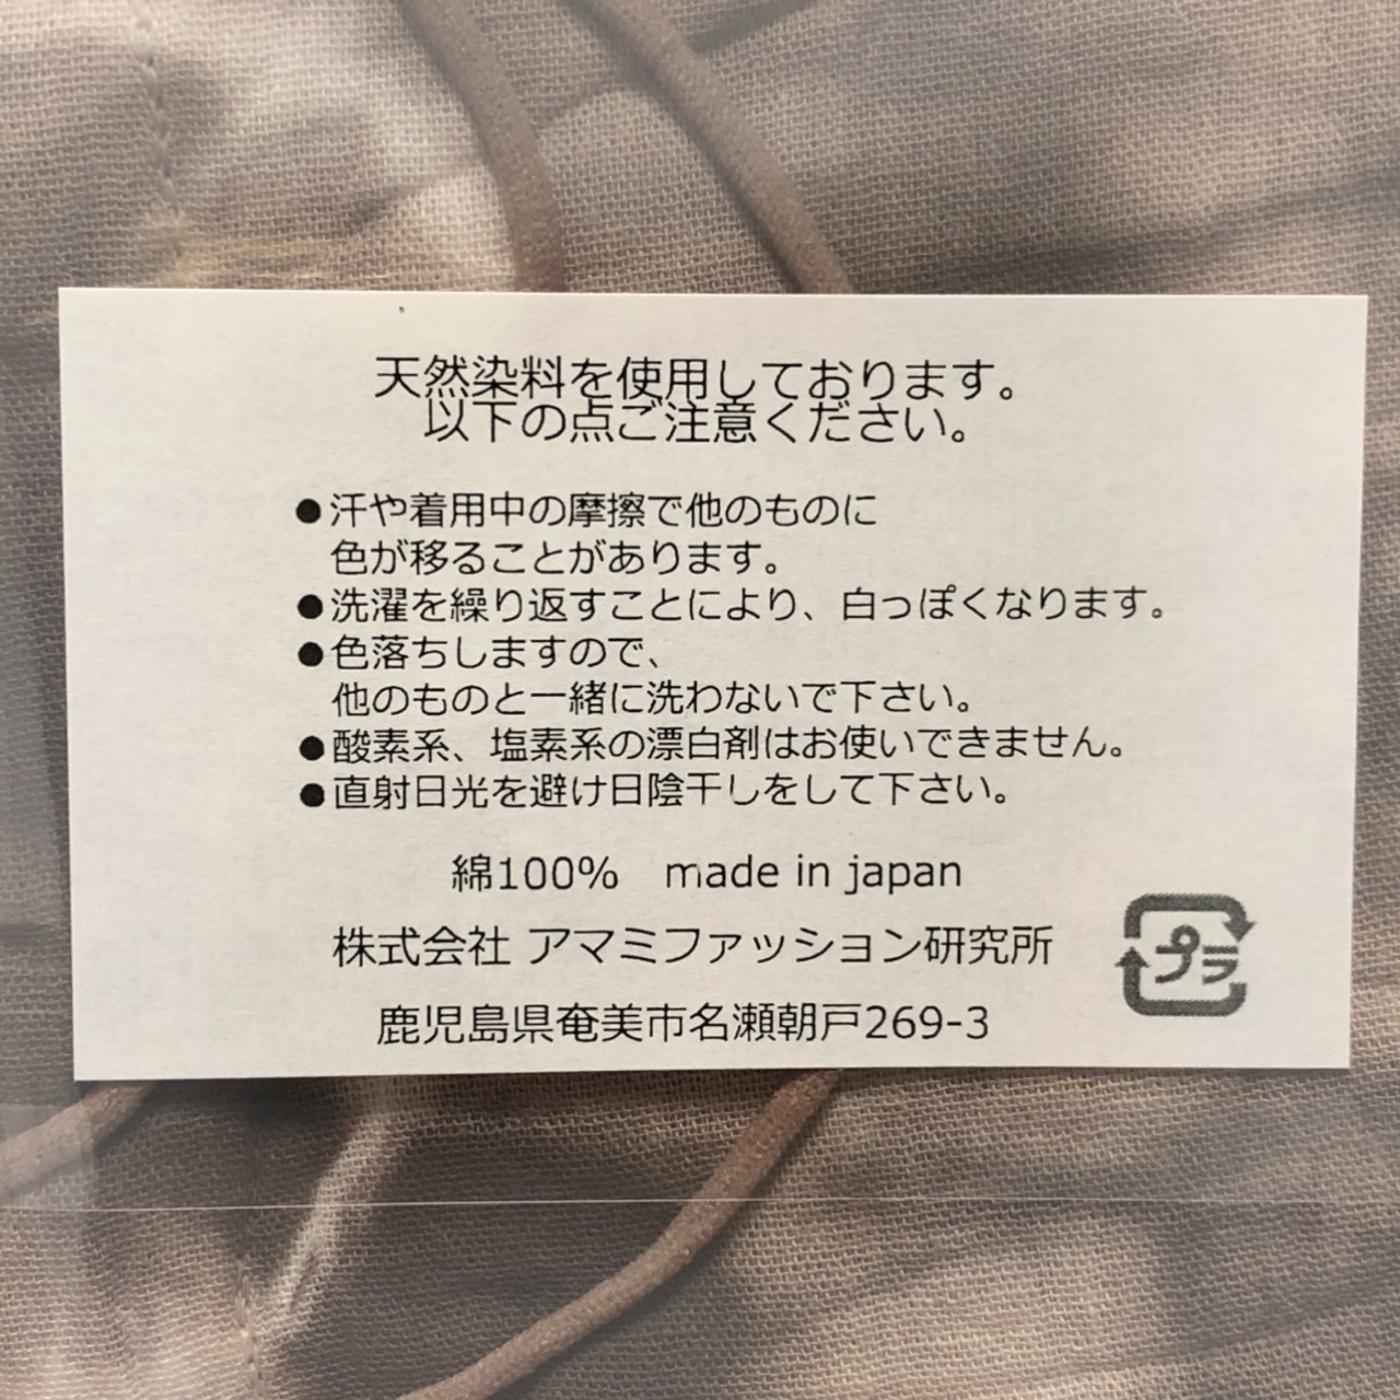 天然染料を使用しております。
以下の点ご注意ください。
●汗や着用中の摩擦で他のものに
色が移ることがあります。
●洗濯を繰り返すことにより、白っぽくなります。
●色落ちしますので、
他のものと一緒に洗わないで下さい。
●酸素系、塩素系の漂白剤はお使いできません。
●直射日光を避け日陰干しをして下さい。
綿100%　made in japan
株式会社 アマミファッション研究所
プラ
鹿児島県奄美市名瀬朝戸269-3